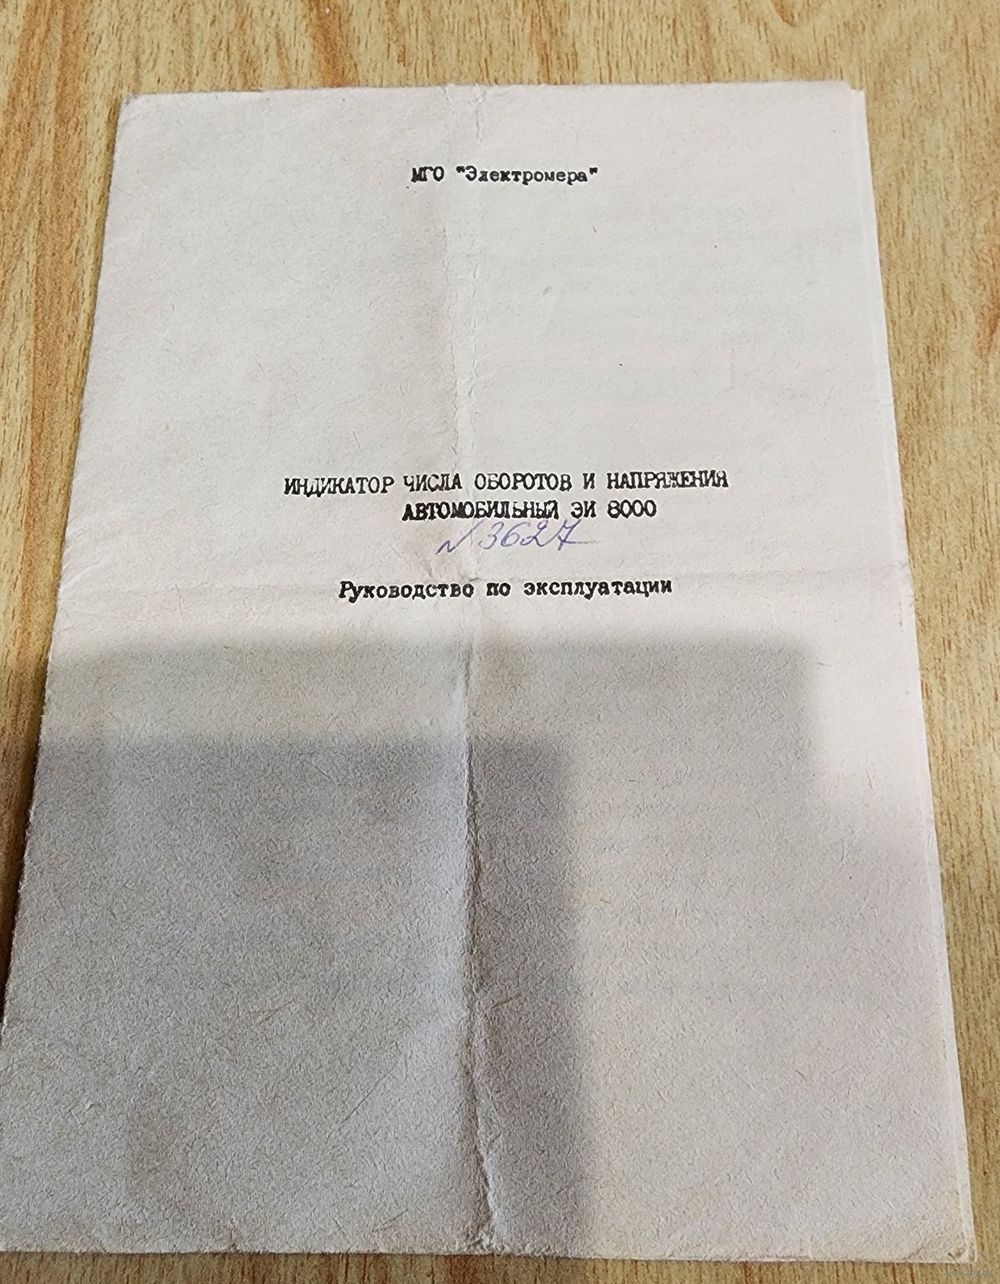 МГО "Электромера"
ИНДИКАТОР ЧИСЛА ОБОРОТОВ И НАПРЯЖЕНИЯ
АВТОМОБИЛЬНЫЙ ЭИ 8000
№ 3627
Руководство по эксплуатации